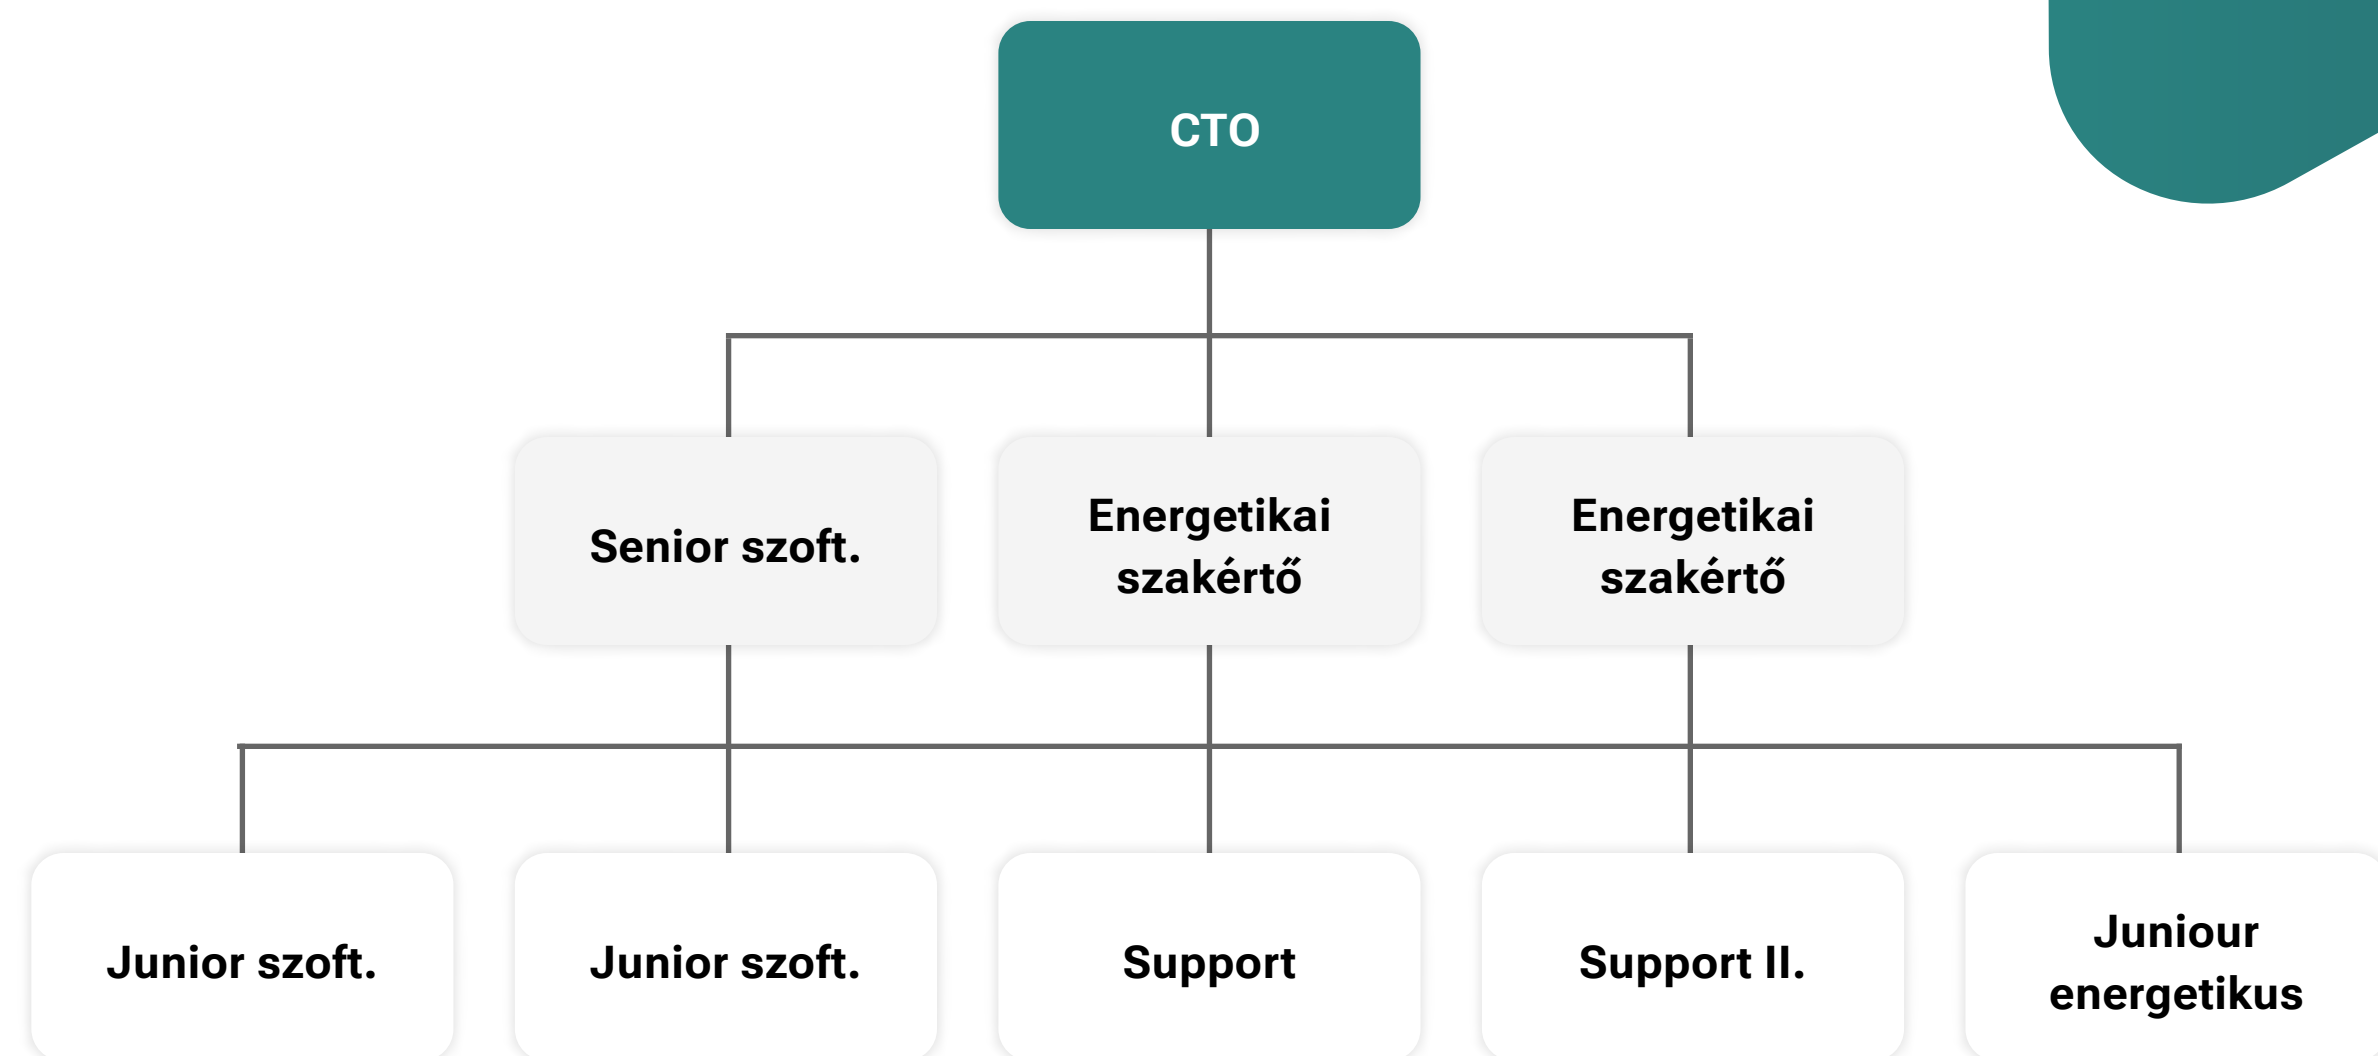 CTO
Senior szoft.
Energetikai
szakértő
Energetikai
szakértő
Junior szoft.
Junior szoft.
Support
Support II.
Juniour
energetikus